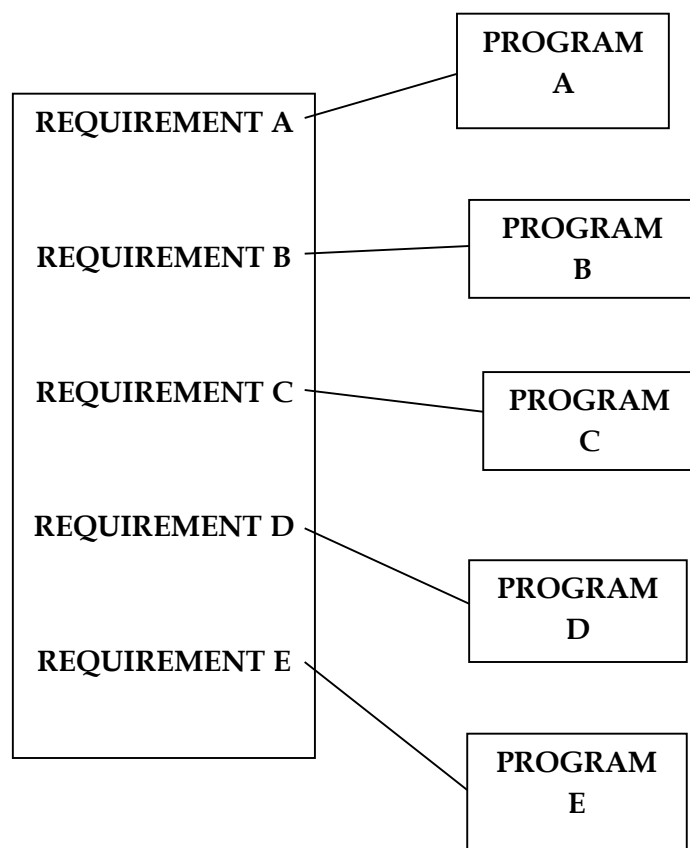 REQUIREMENT A
REQUIREMENT B
REQUIREMENT C
REQUIREMENT D
REQUIREMENT E
PROGRAM
A
PROGRAM
B
PROGRAM
C
PROGRAM
D
PROGRAM
E